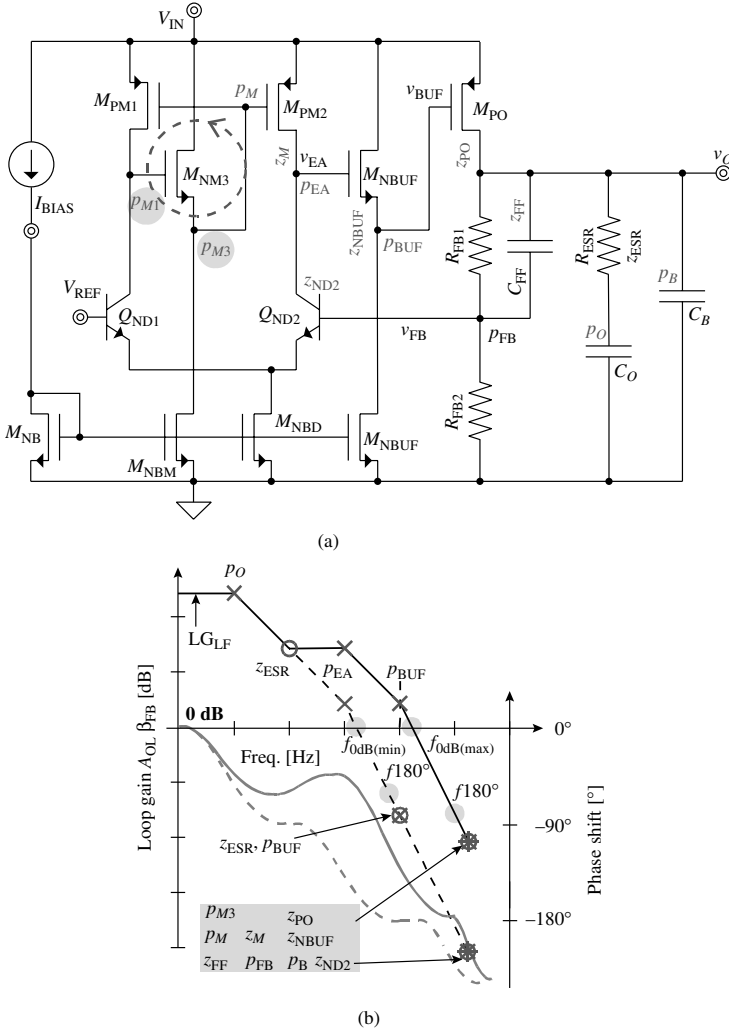 V_IN
p_M
v_BUF
M_PM1
M_PM2
M_PO
z_M
v_EA
z_PO
v_O
M_NM3
M_NBUF
p_EA
I_BIAS
p_M1
p_M3
z_NBUF
p_BUF
R_FB1
z_FF
C_FF
R_ESR
z_ESR
p_B
C_B
V_REF
z_ND2
Q_ND1
Q_ND2
v_FB
p_FB
p_O
C_O
R_FB2
M_NB
M_NBM
M_NBD
M_NBUF
(a)
p_O
LG_LF
z_ESR
p_EA
p_BUF
Loop gain A_OL β_FB [dB]
0 dB
0°
Freq. [Hz]
f_0dB(min)
f_0dB(max)
f180°
f180°
z_ESR, p_BUF
–90°
Phase shift [°]
–180°
p_M3 z_PO
p_M z_M z_NBUF
z_FF p_FB p_B z_ND2
(b)